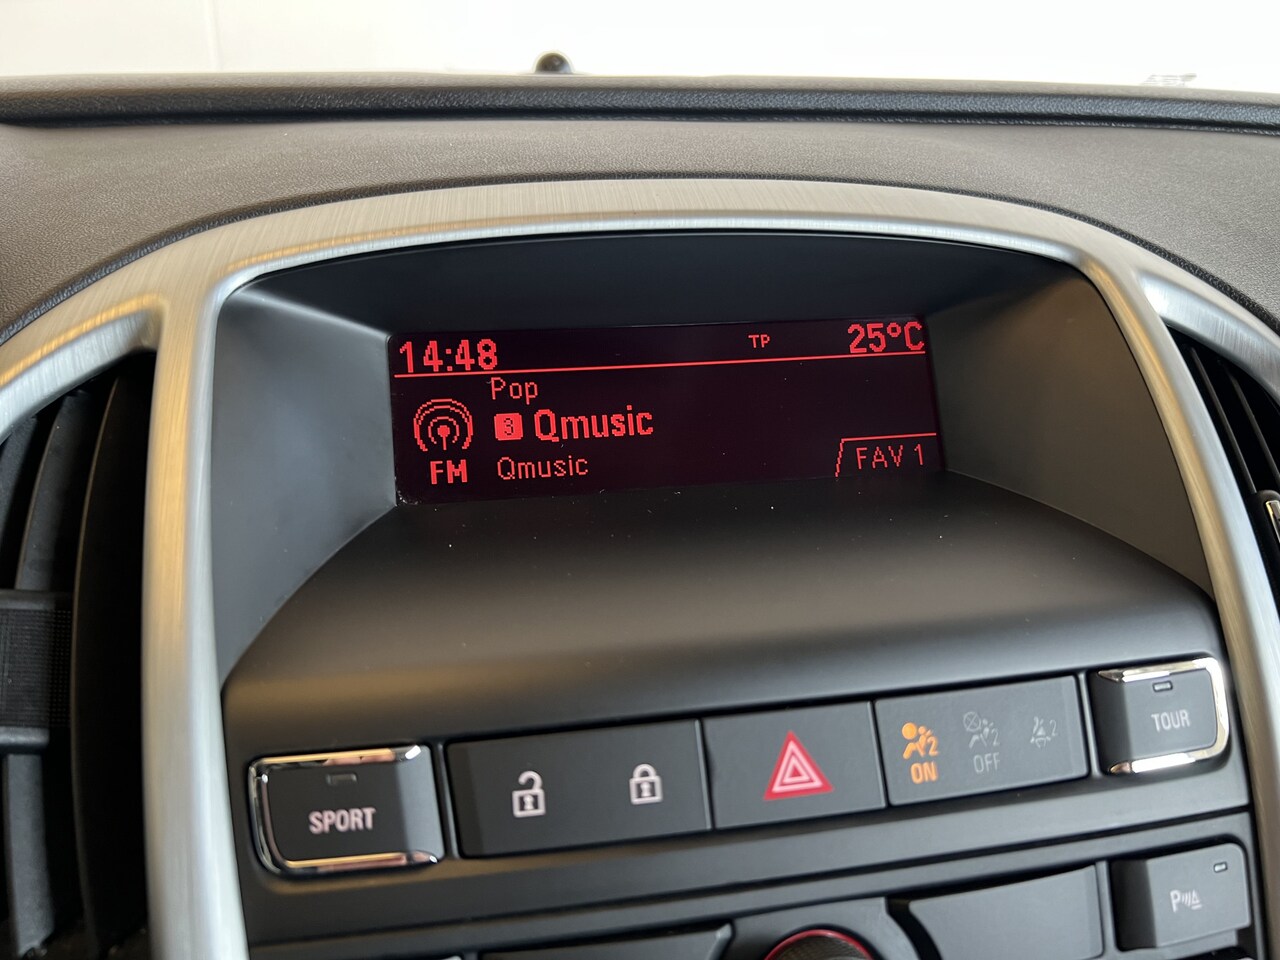 14:48 TP 25°C
Pop
3 Qmusic
FM Qmusic FAV 1
SPORT
2 ON
2 OFF
2
TOUR
P